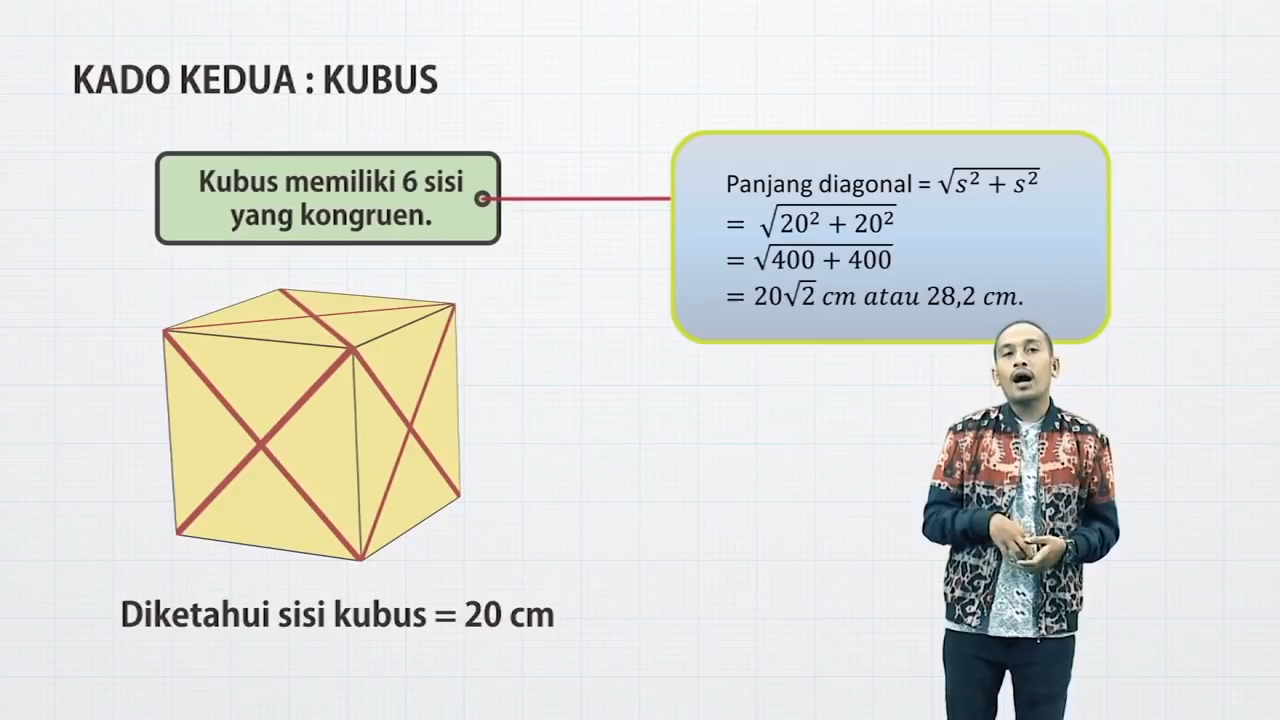 KADO KEDUA : KUBUS
Kubus memiliki 6 sisi
yang kongruen.
Panjang diagonal = √(s² + s²)
= √(20² + 20²)
= √(400 + 400)
= 20√2 cm atau 28,2 cm.
Diketahui sisi kubus = 20 cm